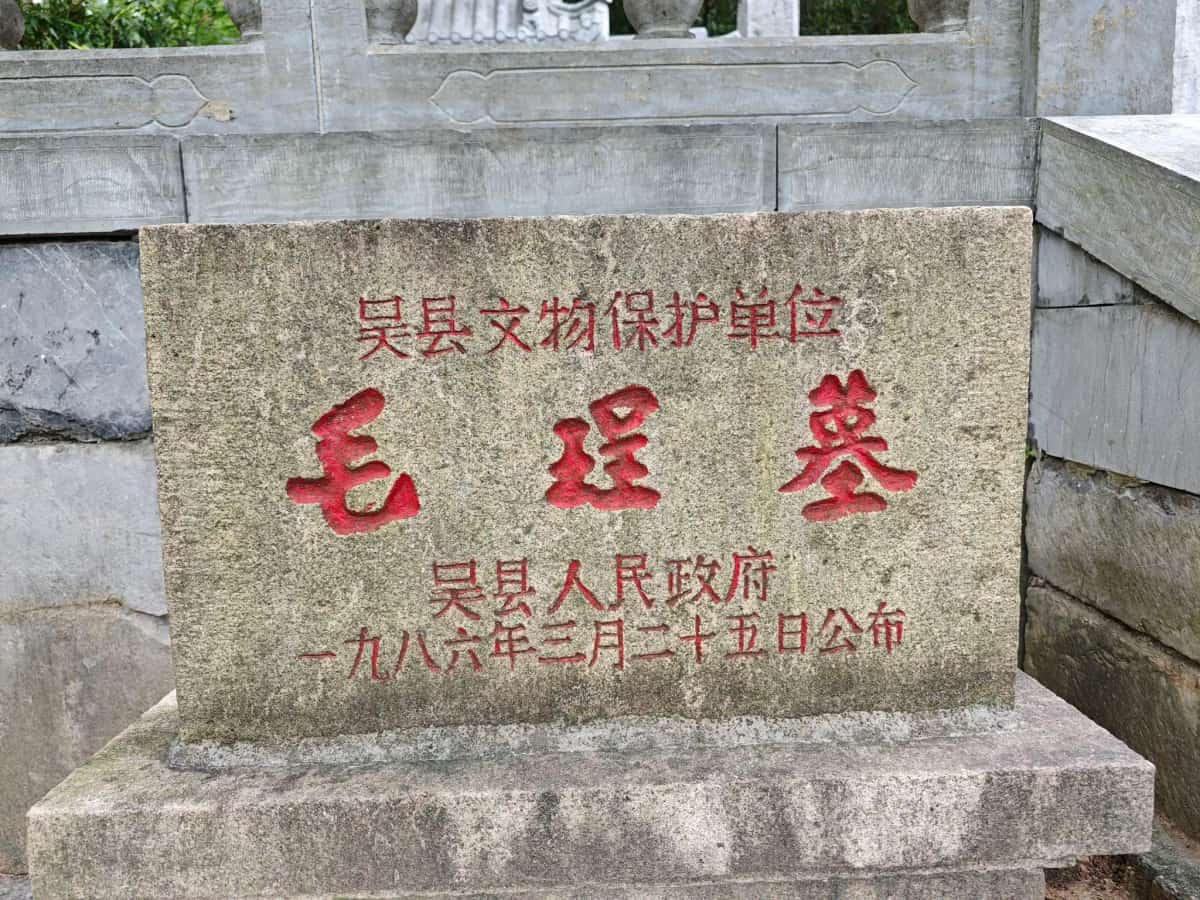 吴县文物保护单位
毛珵墓
吴县人民政府
一九八六年三月二十五日公布